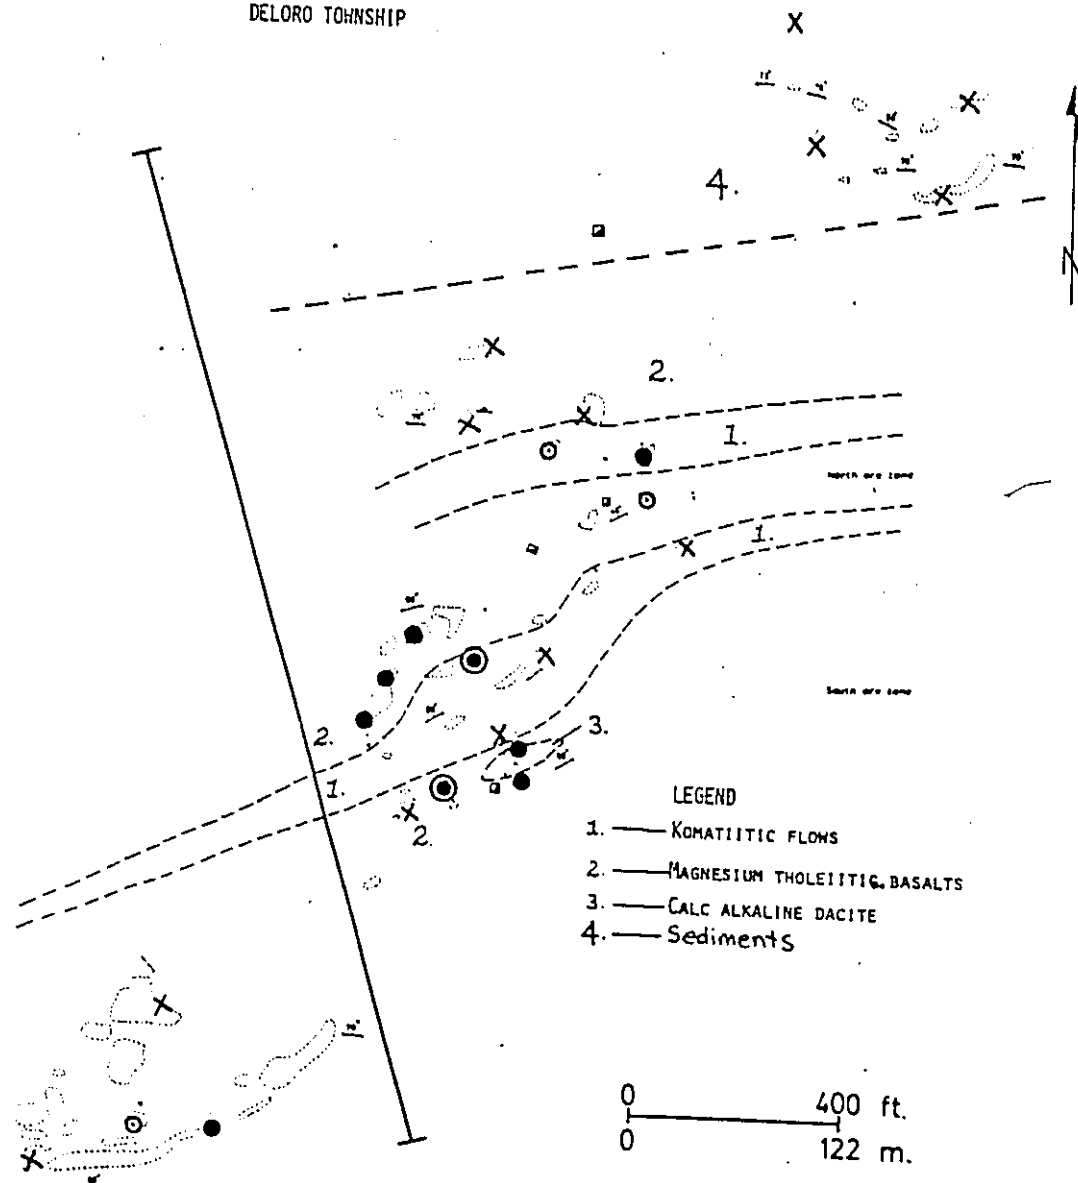 DELORO TOWNSHIP
4.
N
2.
1.
North ore zone
1.
South ore zone
2.
3.
1.
2.
LEGEND
1. KOMATIITIC FLOWS
2. MAGNESIUM THOLEIITIC BASALTS
3. CALC ALKALINE DACITE
4. Sediments
0 400 ft.
0 122 m.